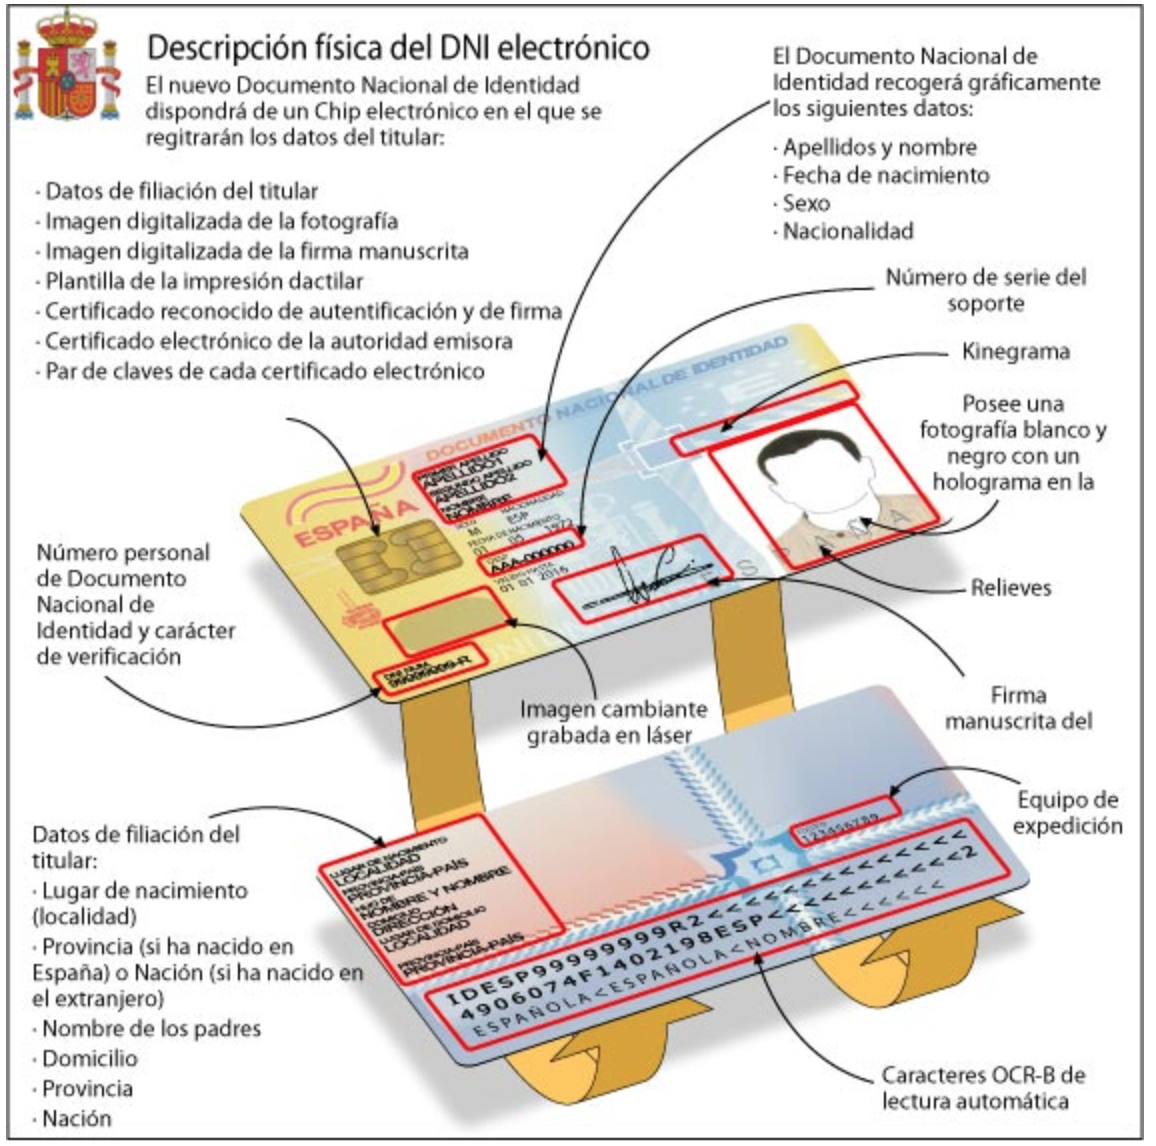 Descripción física del DNI electrónico
El nuevo Documento Nacional de Identidad
dispondrá de un Chip electrónico en el que se
regitrarán los datos del titular:
· Datos de filiación del titular
· Imagen digitalizada de la fotografía
· Imagen digitalizada de la firma manuscrita
· Plantilla de la impresión dactilar
· Certificado reconocido de autentificación y de firma
· Certificado electrónico de la autoridad emisora
· Par de claves de cada certificado electrónico
El Documento Nacional de
Identidad recogerá gráficamente
los siguientes datos:
· Apellidos y nombre
· Fecha de nacimiento
· Sexo
· Nacionalidad
Número de serie del
soporte
Kinegrama
Posee una
fotografía blanco y
negro con un
holograma en la
Relieves
Firma
manuscrita del
Imagen cambiante
grabada en láser
Número personal
de Documento
Nacional de
Identidad y carácter
de verificación
DOCUMENTO NACIONAL DE IDENTIDAD
ESPAÑA
PRIMER APELLIDO
APELLIDO1
SEGUNDO APELLIDO
APELLIDO2
NOMBRE
NOMBRE
SEXO NACIONALIDAD
M ESP
FECHA DE NACIMIENTO
01 01 1972
AAA-000000
VALIDO HASTA
01 01 2016
DNI NUM.
99999999-R
Equipo de
expedición
Datos de filiación del
titular:
· Lugar de nacimiento
(localidad)
· Provincia (si ha nacido en
España) o Nación (si ha nacido en
el extranjero)
· Nombre de los padres
· Domicilio
· Provincia
· Nación
LUGAR DE NACIMIENTO
LOCALIDAD
PROVINCIA-PAÍS
PROVINCIA-PAÍS
HIJO DE
NOMBRE Y NOMBRE
DOMICILIO
DIRECCIÓN
LUGAR DE DOMICILIO
LOCALIDAD
PROVINCIA-PAÍS
PROVINCIA-PAÍS
123456789
IDESP99999999R2<<<<<<<<<<<<<<<
4906074F1402198ESP<<<<<<<<<<<2
ESPAÑOLA<ESPAÑOLA<<NOMBRE<<<<<<
Caracteres OCR-B de
lectura automática